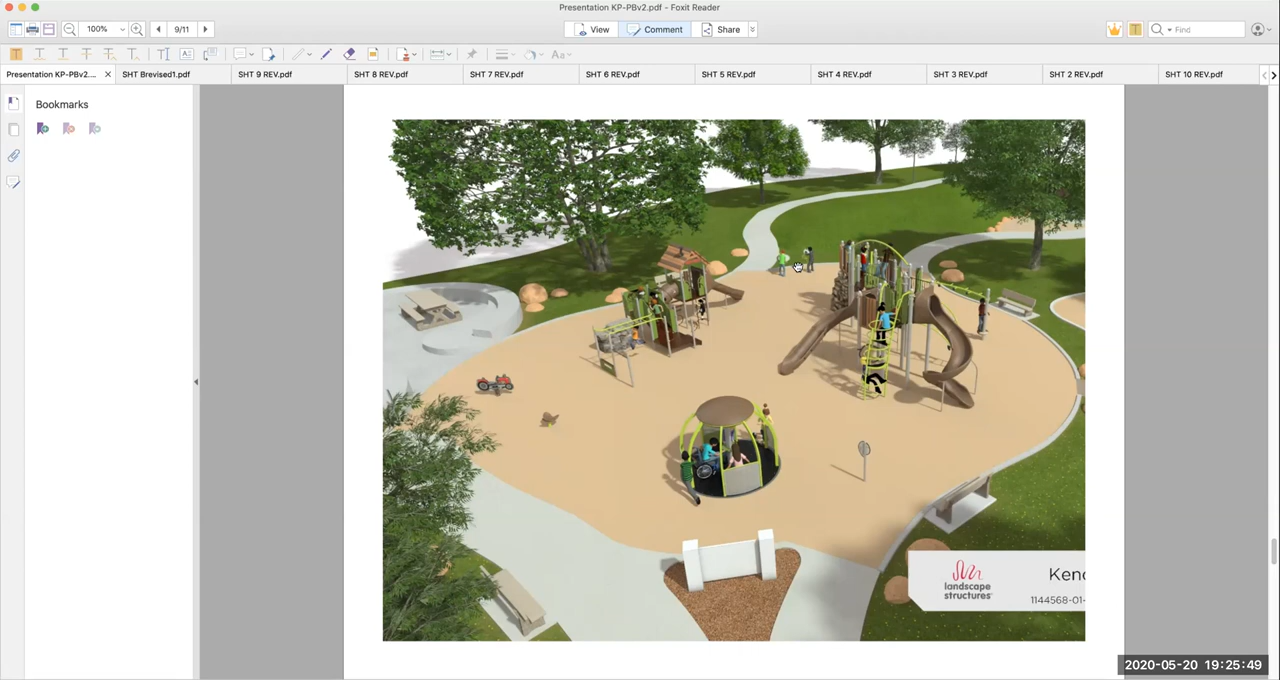 Presentation KP-PBv2.pdf - Foxit Reader
100%
9/11
View
Comment
Share
Find
Presentation KP-PBv2....
SHT Brevised1.pdf
SHT 9 REV.pdf
SHT 8 REV.pdf
SHT 7 REV.pdf
SHT 6 REV.pdf
SHT 5 REV.pdf
SHT 4 REV.pdf
SHT 3 REV.pdf
SHT 2 REV.pdf
SHT 10 REV.pdf
Bookmarks
landscape
structures
Kend
1144568-01-
2020-05-20 19:25:49